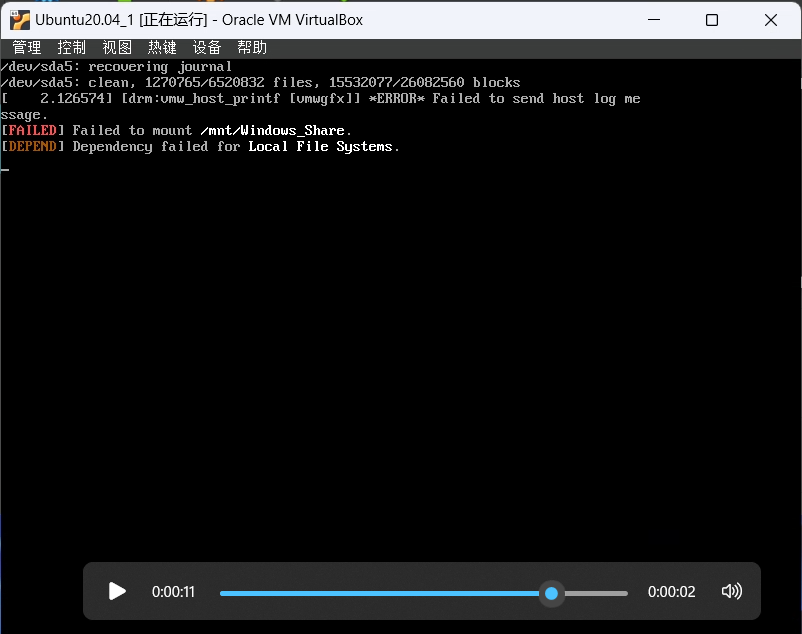 Ubuntu20.04_1 [正在运行] - Oracle VM VirtualBox
管理 控制 视图 热键 设备 帮助
/dev/sda5: recovering journal
/dev/sda5: clean, 1270765/6520832 files, 15532077/26082560 blocks
[    2.126574] [drm:vmw_host_printf [vmwgfx]] *ERROR* Failed to send host log me
ssage.
[FAILED] Failed to mount /mnt/Windows_Share.
[DEPEND] Dependency failed for Local File Systems.
0:00:11 0:00:02